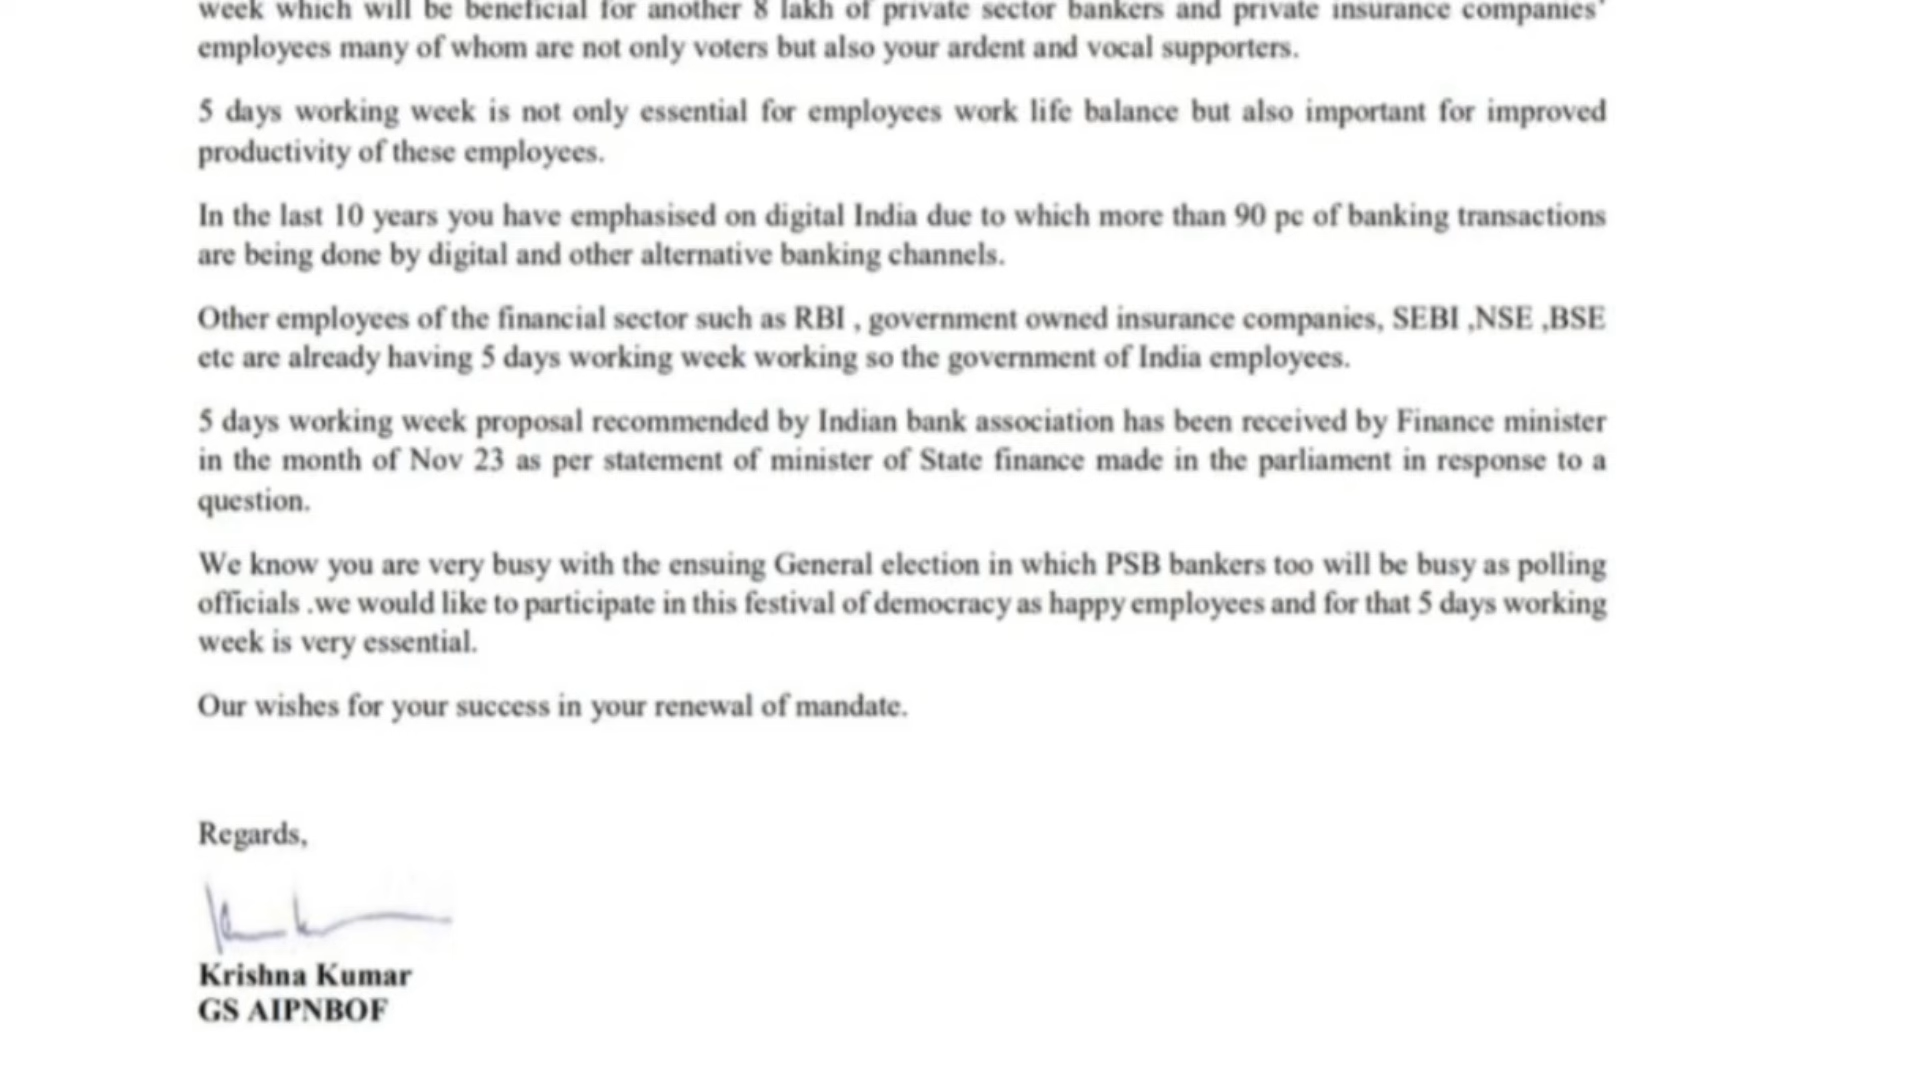 week which will be beneficial for another 8 lakh of private sector bankers and private insurance companies'
employees many of whom are not only voters but also your ardent and vocal supporters.
5 days working week is not only essential for employees work life balance but also important for improved
productivity of these employees.
In the last 10 years you have emphasised on digital India due to which more than 90 pc of banking transactions
are being done by digital and other alternative banking channels.
Other employees of the financial sector such as RBI , government owned insurance companies, SEBI ,NSE ,BSE
etc are already having 5 days working week working so the government of India employees.
5 days working week proposal recommended by Indian bank association has been received by Finance minister
in the month of Nov 23 as per statement of minister of State finance made in the parliament in response to a
question.
We know you are very busy with the ensuing General election in which PSB bankers too will be busy as polling
officials .we would like to participate in this festival of democracy as happy employees and for that 5 days working
week is very essential.
Our wishes for your success in your renewal of mandate.
Regards,
Krishna Kumar
GS AIPNBOF